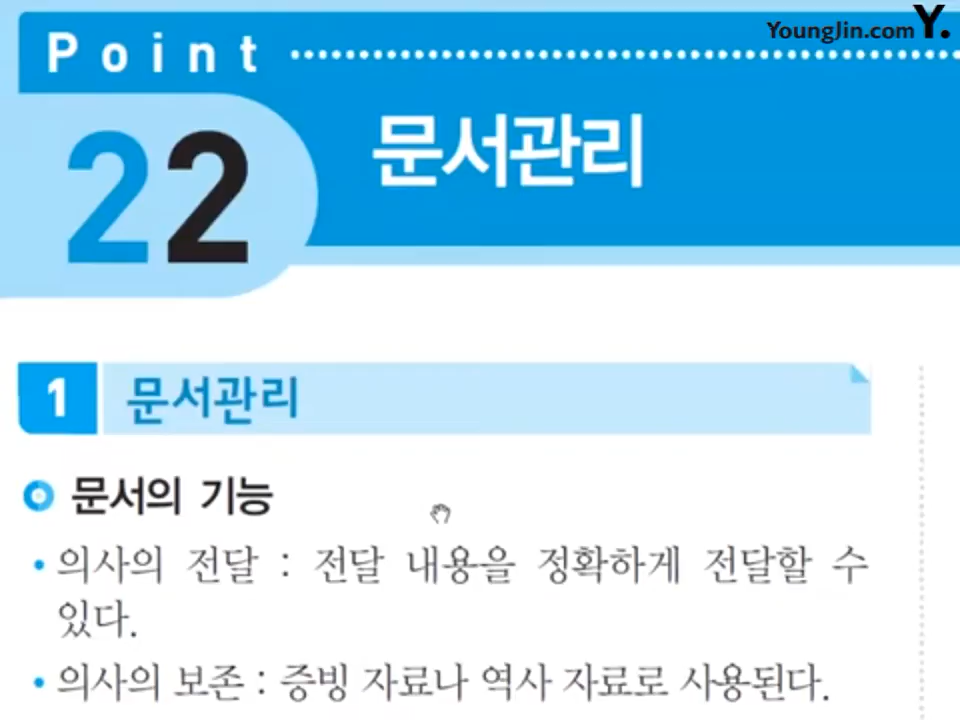 YoungJin.com Y.
Point
22
문서관리
1 문서관리
문서의 기능
• 의사의 전달 : 전달 내용을 정확하게 전달할 수
있다.
• 의사의 보존 : 증빙 자료나 역사 자료로 사용된다.